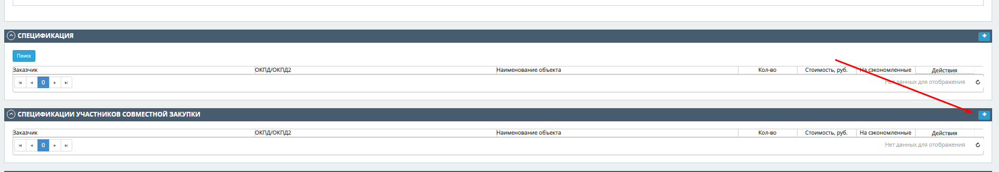 СПЕЦИФИКАЦИЯ
Поиск
Заказчик ОКПД/ОКПД2 Наименование объекта Кол-во Стоимость, руб. На сэкономленные Действия
0 Нет данных для отображения
СПЕЦИФИКАЦИИ УЧАСТНИКОВ СОВМЕСТНОЙ ЗАКУПКИ
Заказчик ОКПД/ОКПД2 Наименование объекта Кол-во Стоимость, руб. На сэкономленные Действия
0 Нет данных для отображения